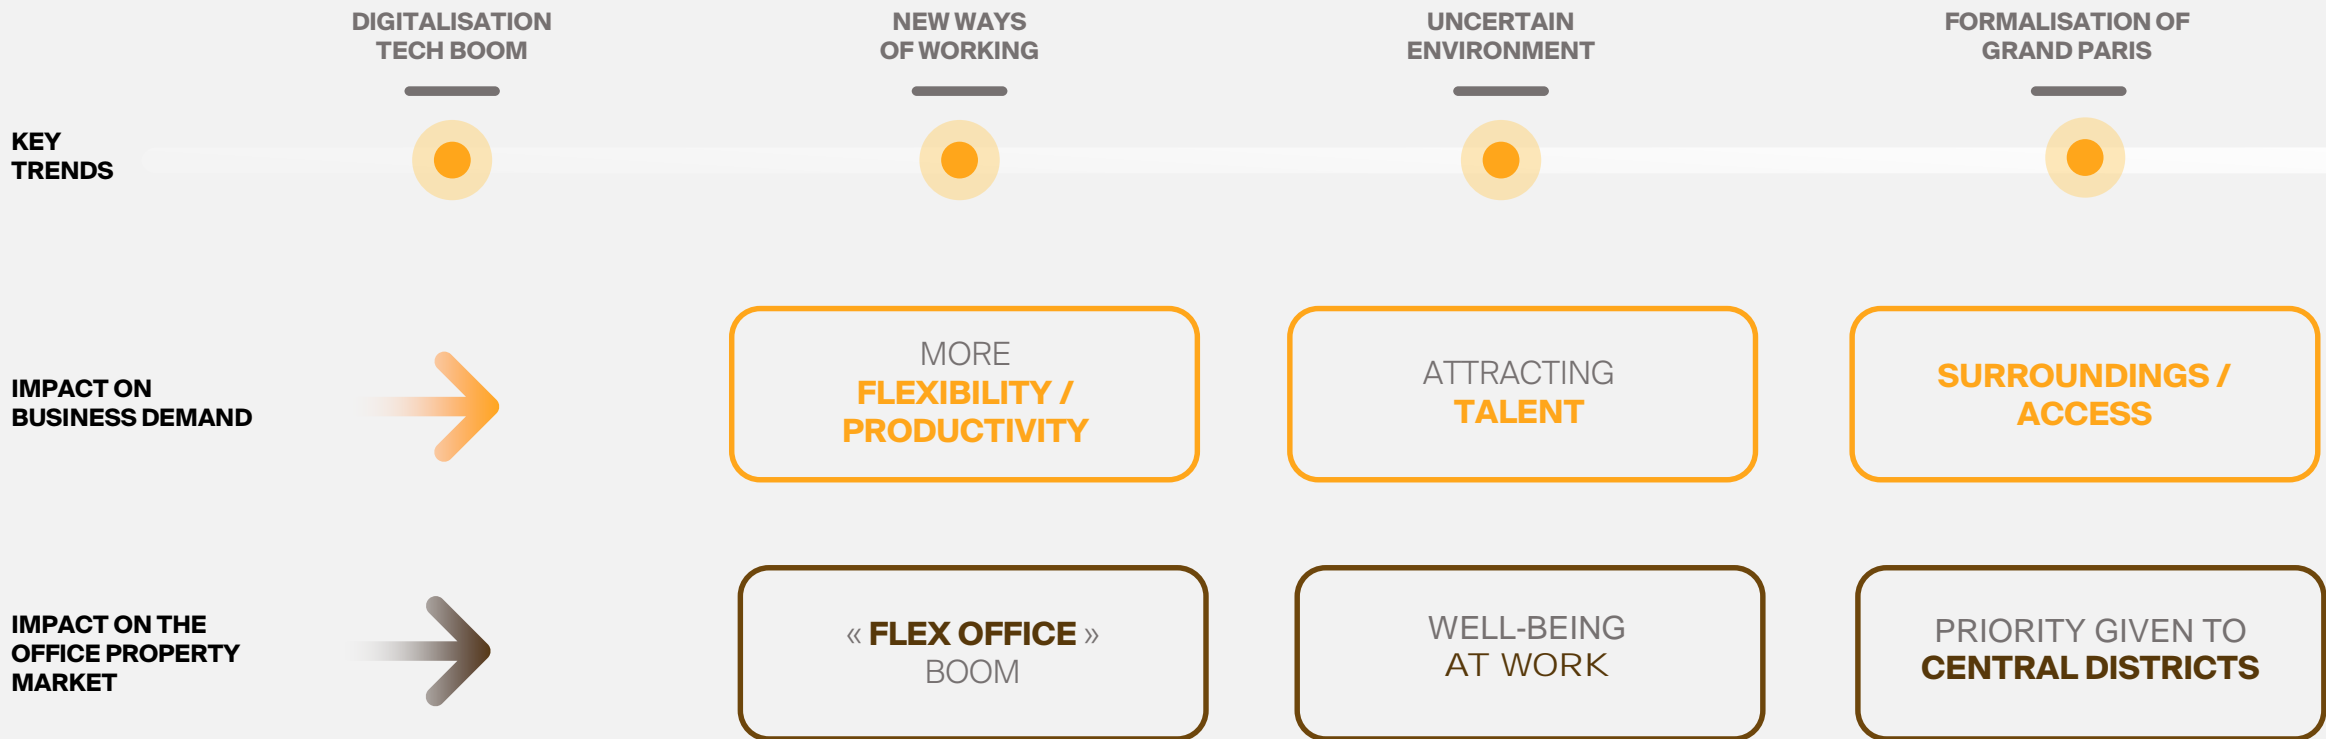 DIGITALISATION
TECH BOOM
NEW WAYS
OF WORKING
UNCERTAIN
ENVIRONMENT
FORMALISATION OF
GRAND PARIS
KEY
TRENDS
IMPACT ON
BUSINESS DEMAND
MORE
FLEXIBILITY /
PRODUCTIVITY
ATTRACTING
TALENT
SURROUNDINGS /
ACCESS
IMPACT ON THE
OFFICE PROPERTY
MARKET
« FLEX OFFICE »
BOOM
WELL-BEING
AT WORK
PRIORITY GIVEN TO
CENTRAL DISTRICTS